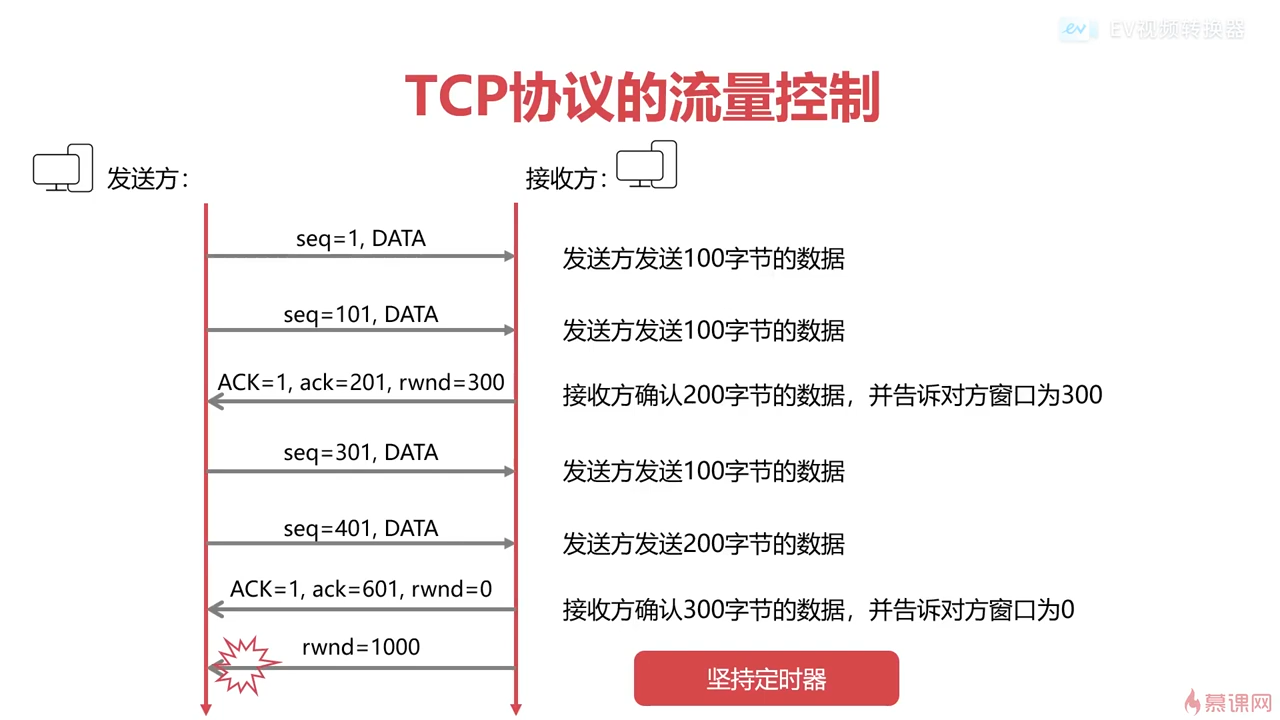 EV视频转换器
TCP协议的流量控制
发送方：
接收方：
seq=1, DATA
发送方发送100字节的数据
seq=101, DATA
发送方发送100字节的数据
ACK=1, ack=201, rwnd=300
接收方确认200字节的数据，并告诉对方窗口为300
seq=301, DATA
发送方发送100字节的数据
seq=401, DATA
发送方发送200字节的数据
ACK=1, ack=601, rwnd=0
接收方确认300字节的数据，并告诉对方窗口为0
rwnd=1000
坚持定时器
慕课网